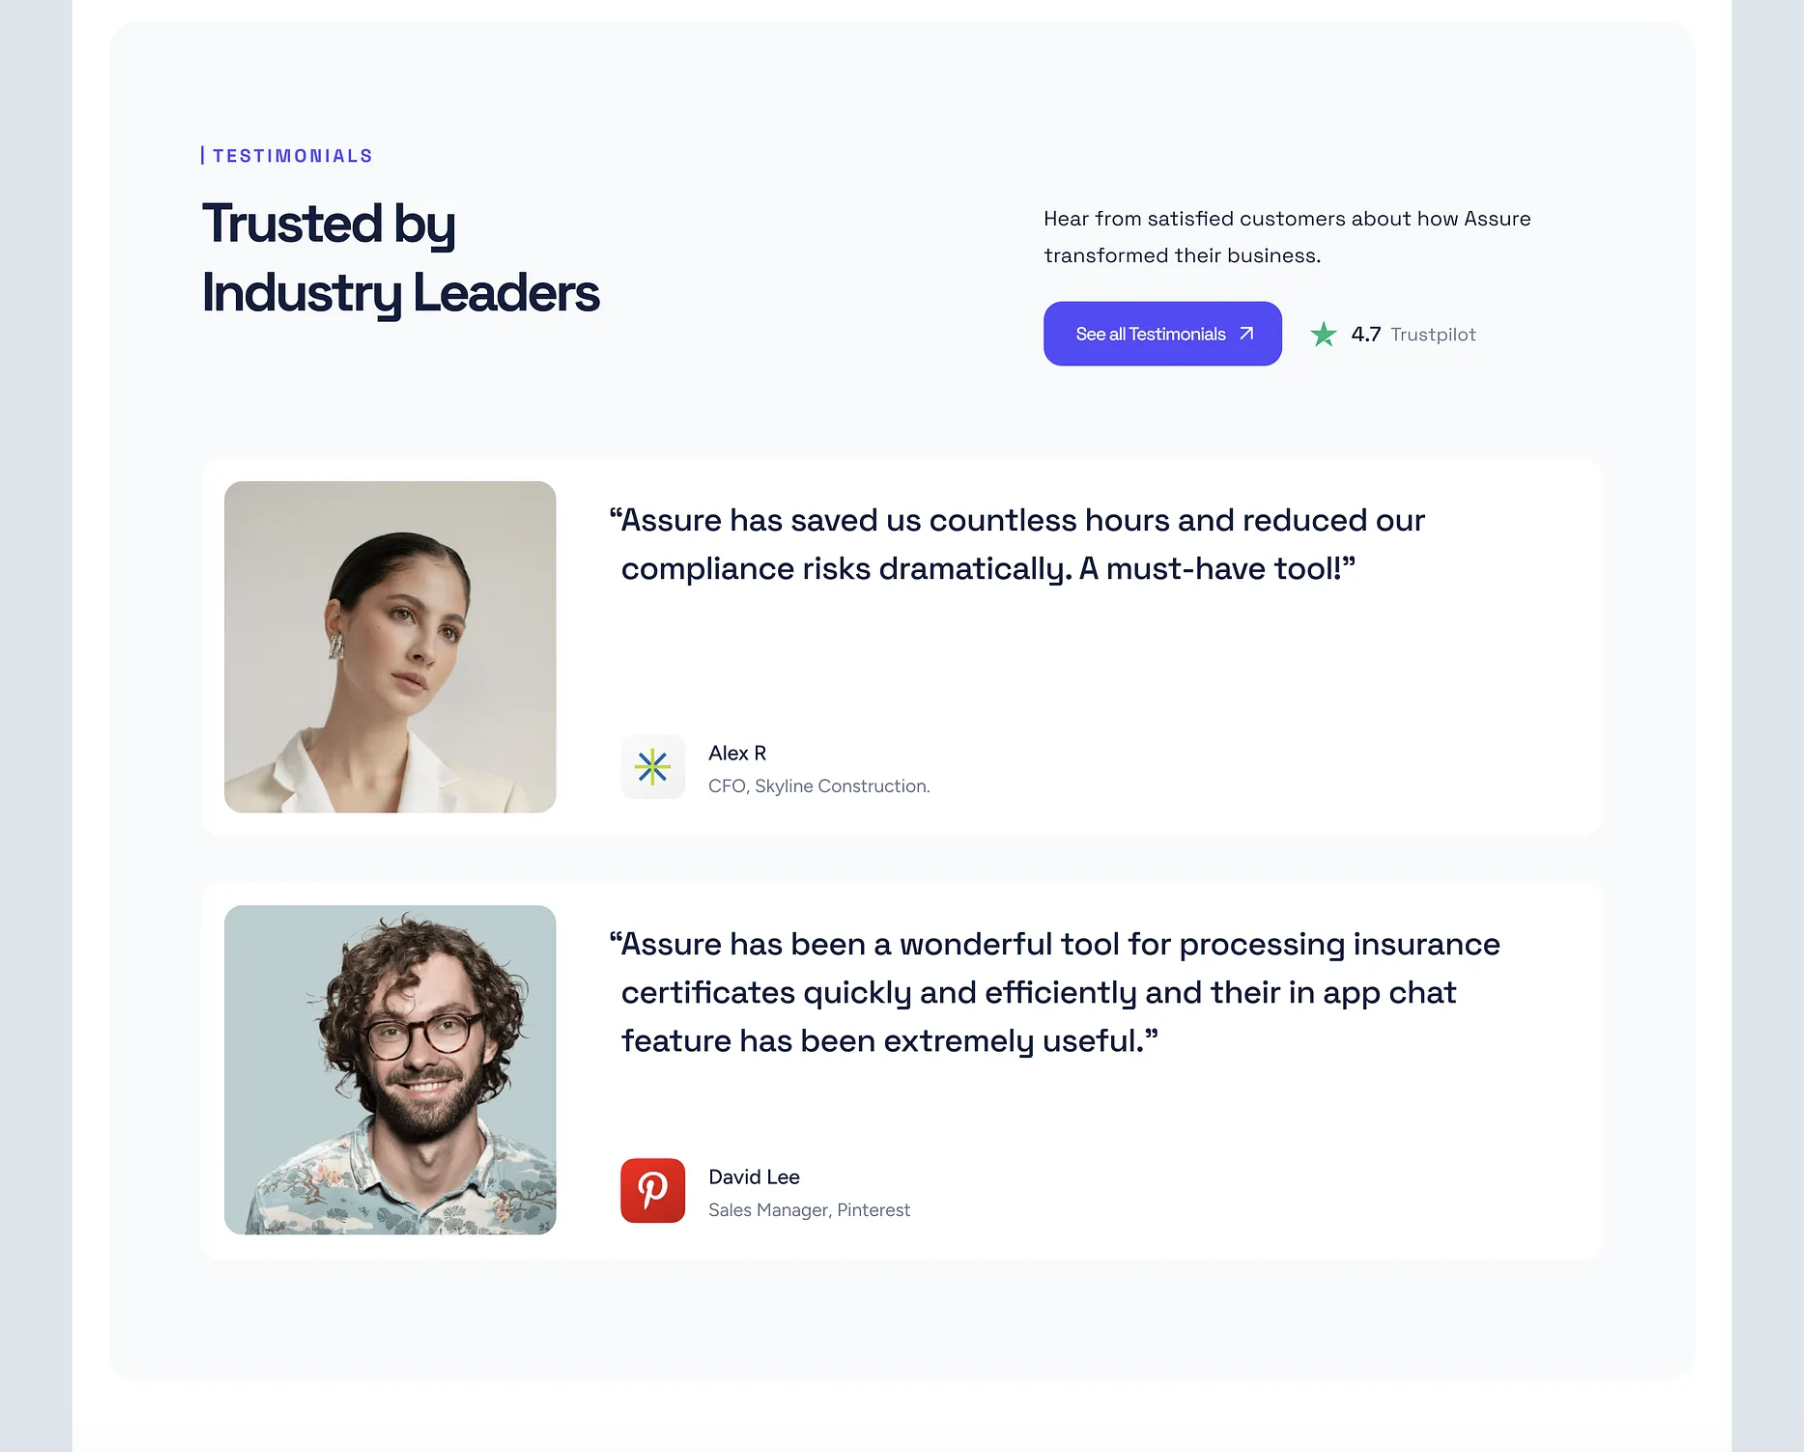 TESTIMONIALS
Trusted by
Industry Leaders
Hear from satisfied customers about how Assure
transformed their business.
See all Testimonials
4.7 Trustpilot
“Assure has saved us countless hours and reduced our
compliance risks dramatically. A must-have tool!”
Alex R
CFO, Skyline Construction.
“Assure has been a wonderful tool for processing insurance
certificates quickly and efficiently and their in app chat
feature has been extremely useful.”
David Lee
Sales Manager, Pinterest